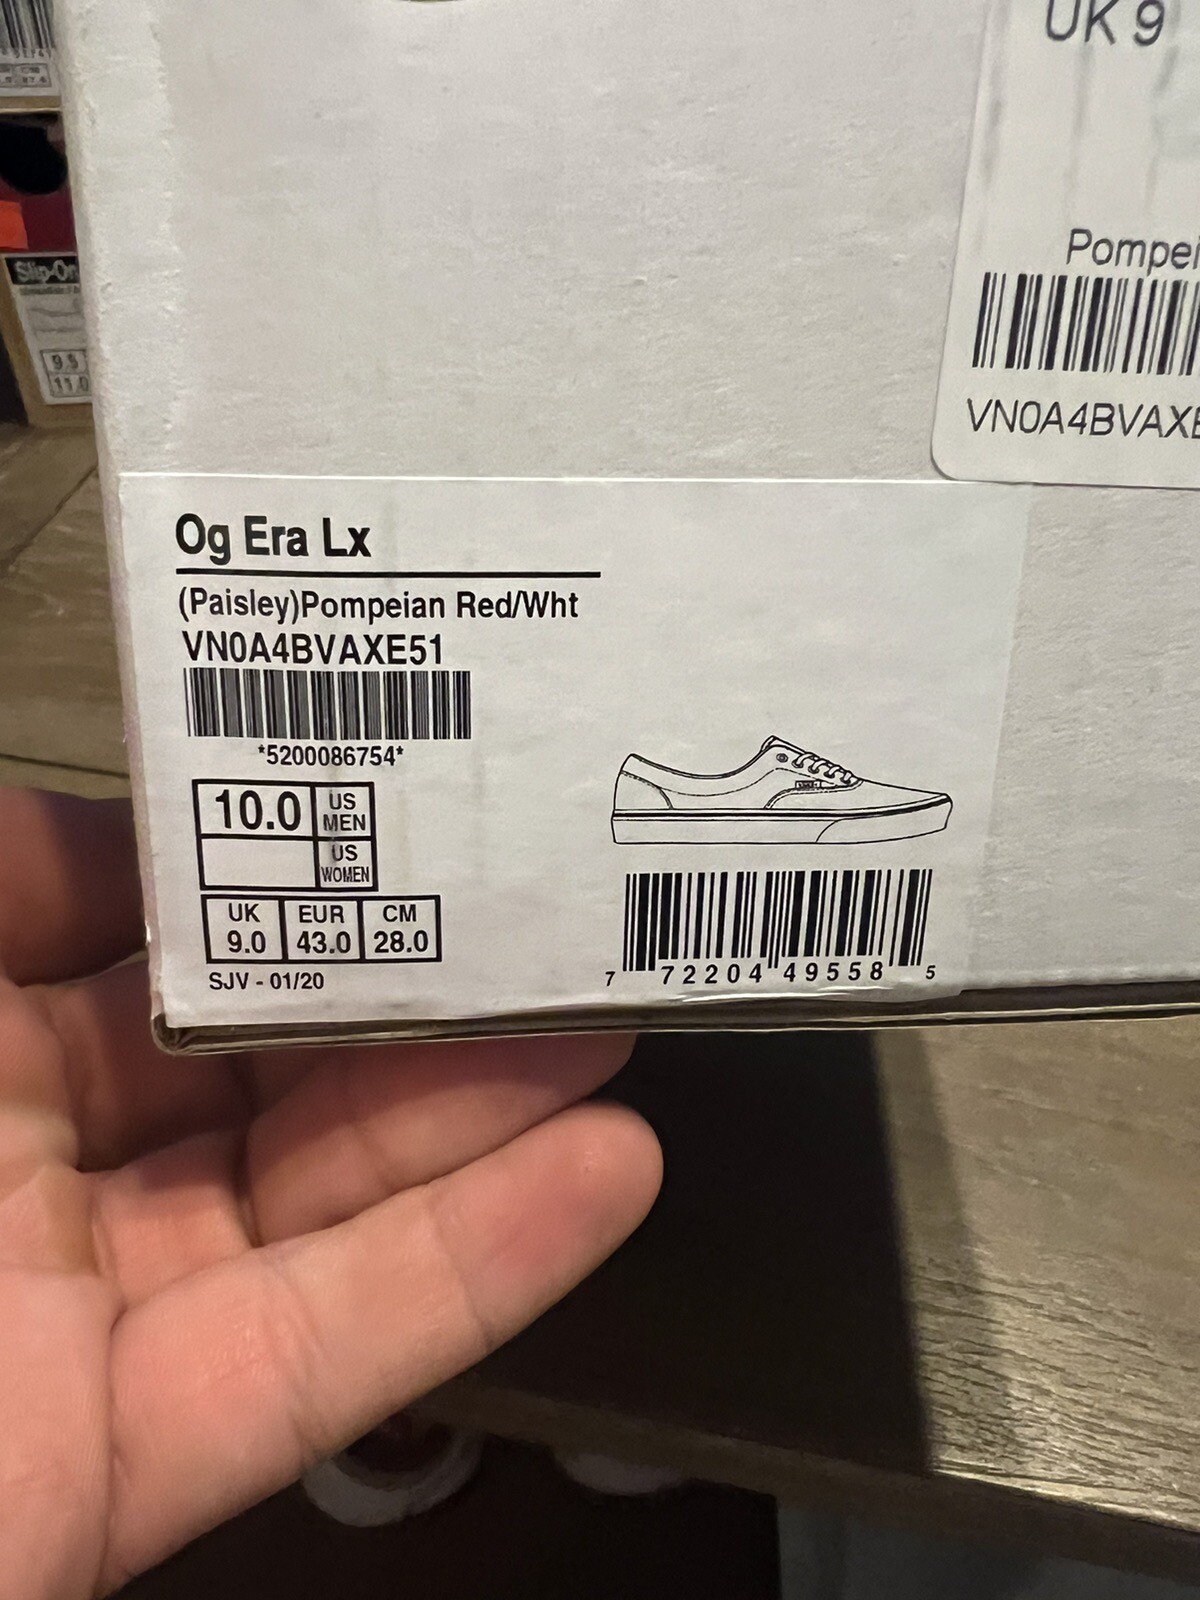 UK 9
Pompei
VN0A4BVAXE
Slip-On
9.5
11.0
Og Era Lx
(Paisley)Pompeian Red/Wht
VN0A4BVAXE51
*5200086754*
10.0 US MEN
US WOMEN
UK EUR CM
9.0 43.0 28.0
SJV - 01/20
7 72204 49558 5